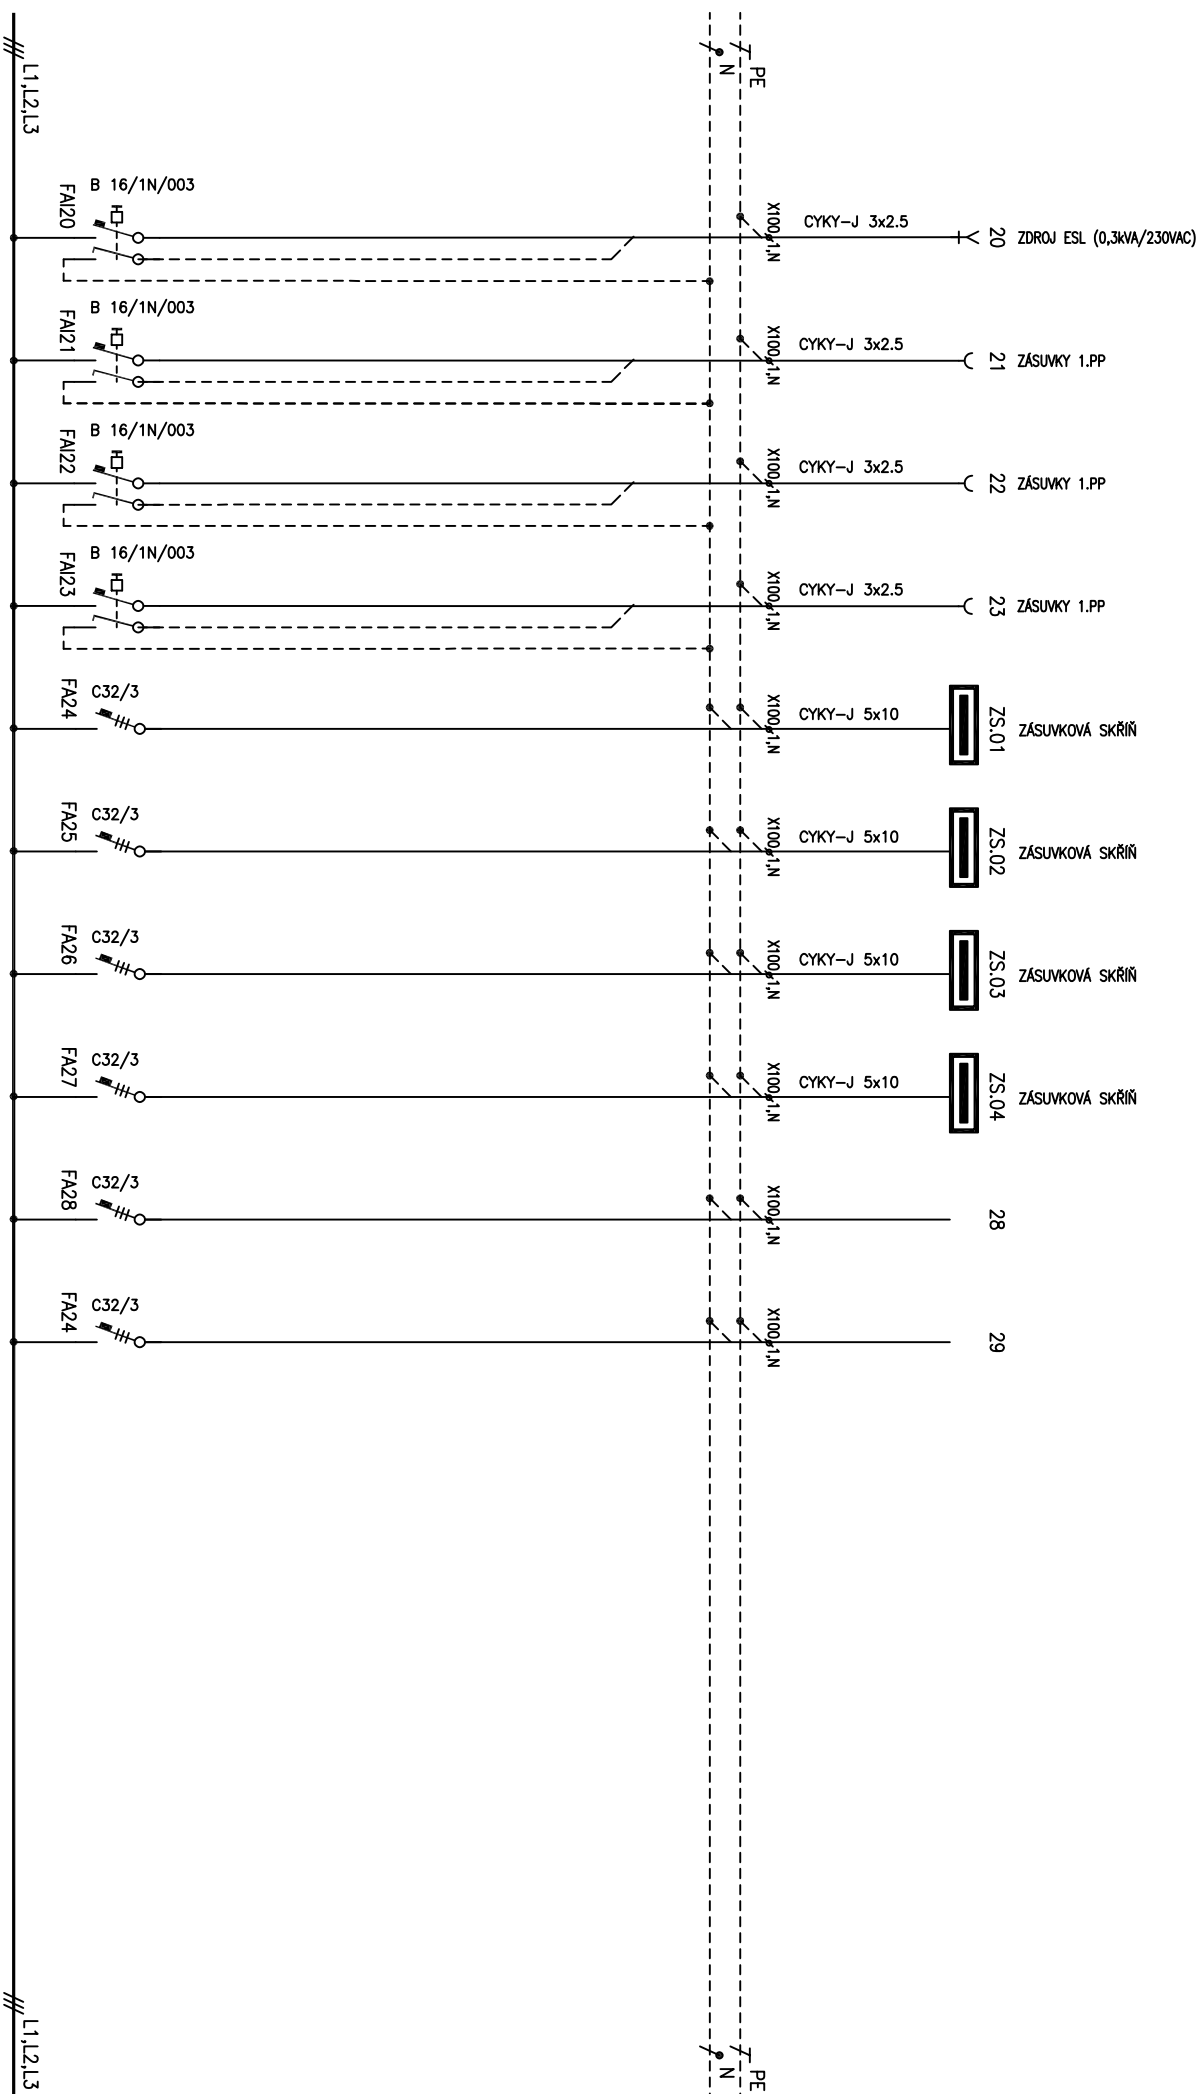 PE
N
L1,L2,L3
B 16/1N/003
FAI20
X100
1,N
CYKY-J 3x2.5
20
ZDROJ ESL (0,3kVA/230VAC)
B 16/1N/003
FAI21
X100
1,N
CYKY-J 3x2.5
21
ZÁSUVKY 1.PP
B 16/1N/003
FAI22
X100
1,N
CYKY-J 3x2.5
22
ZÁSUVKY 1.PP
B 16/1N/003
FAI23
X100
1,N
CYKY-J 3x2.5
23
ZÁSUVKY 1.PP
C32/3
FA24
X100
1,N
CYKY-J 5x10
ZS.01
ZÁSUVKOVÁ SKŘÍŇ
C32/3
FA25
X100
1,N
CYKY-J 5x10
ZS.02
ZÁSUVKOVÁ SKŘÍŇ
C32/3
FA26
X100
1,N
CYKY-J 5x10
ZS.03
ZÁSUVKOVÁ SKŘÍŇ
C32/3
FA27
X100
1,N
CYKY-J 5x10
ZS.04
ZÁSUVKOVÁ SKŘÍŇ
C32/3
FA28
X100
1,N
28
C32/3
FA24
X100
1,N
29
L1,L2,L3
N
PE